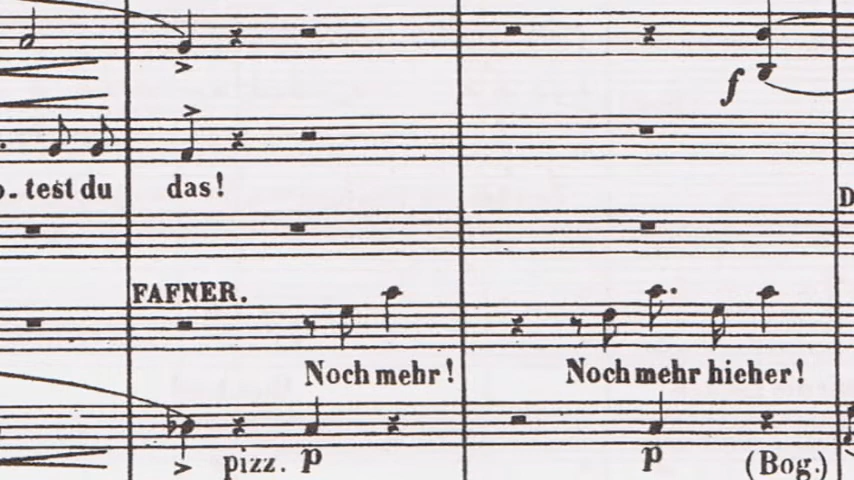 f
. test du das!
FAFNER.
Noch mehr! Noch mehr hieher!
pizz. p p (Bog.)